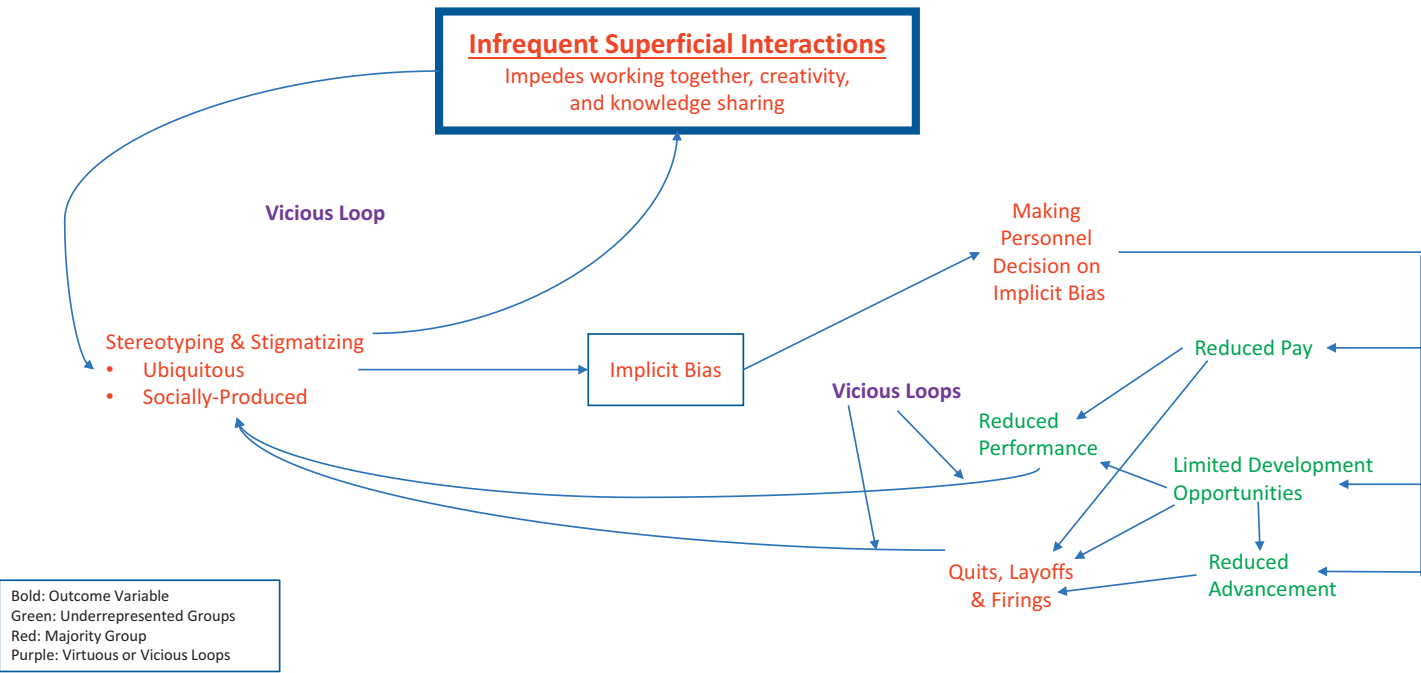 Infrequent Superficial Interactions
Impedes working together, creativity,
and knowledge sharing
Vicious Loop
Making
Personnel
Decision on
Implicit Bias
Stereotyping & Stigmatizing
• Ubiquitous
• Socially-Produced
Implicit Bias
Reduced Pay
Vicious Loops
Reduced
Performance
Limited Development
Opportunities
Quits, Layoffs
& Firings
Reduced
Advancement
Bold: Outcome Variable
Green: Underrepresented Groups
Red: Majority Group
Purple: Virtuous or Vicious Loops